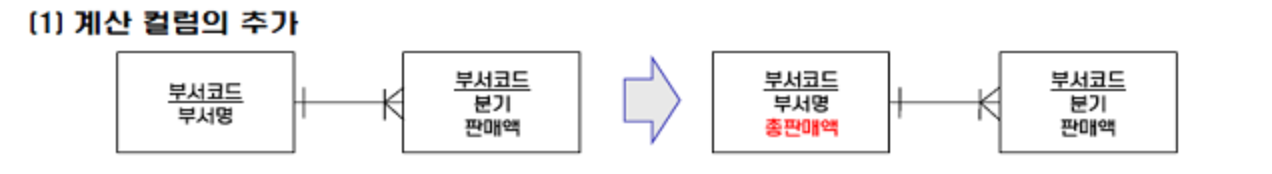 (1) 계산 컬럼의 추가
부서코드
부서명
부서코드
분기
판매액
부서코드
부서명
총판매액
부서코드
분기
판매액